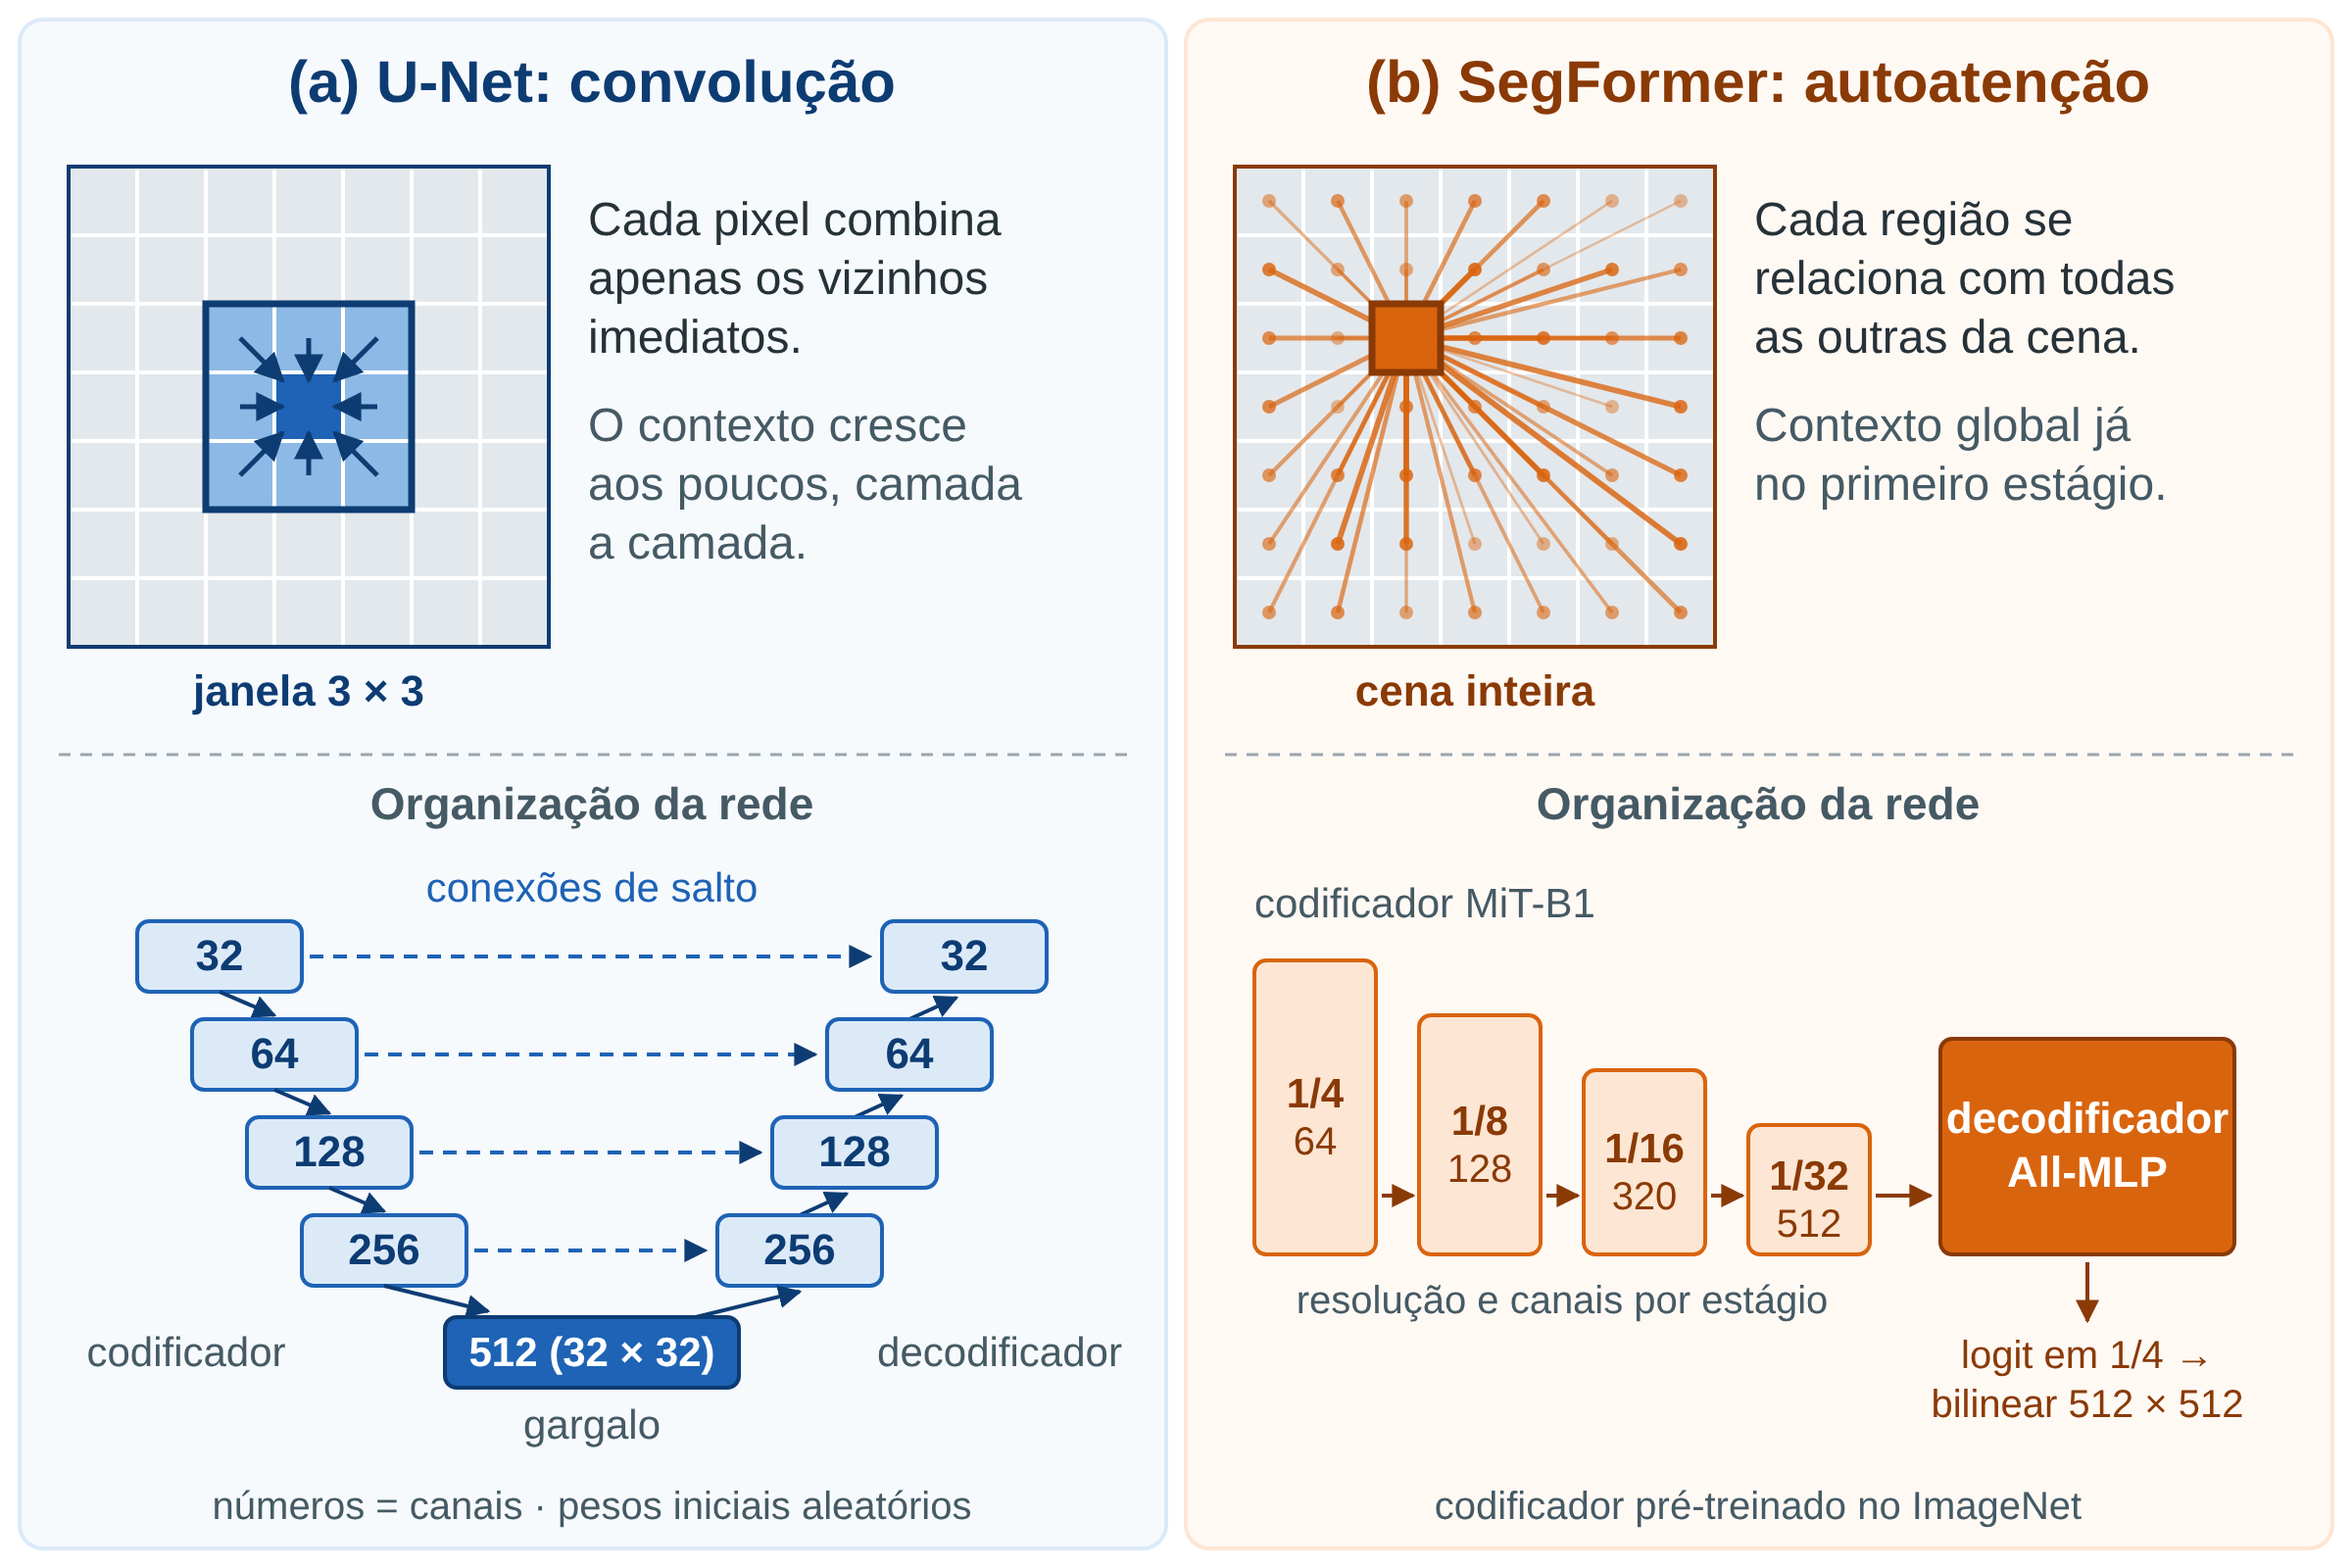 (a) U-Net: convolução
Cada pixel combina
apenas os vizinhos
imediatos.
O contexto cresce
aos poucos, camada
a camada.
janela 3 × 3
Organização da rede
conexões de salto
32
32
64
64
128
128
256
256
codificador
512 (32 × 32)
decodificador
gargalo
números = canais · pesos iniciais aleatórios
(b) SegFormer: autoatenção
Cada região se
relaciona com todas
as outras da cena.
Contexto global já
no primeiro estágio.
cena inteira
Organização da rede
codificador MiT-B1
1/4
64
1/8
128
1/16
320
1/32
512
decodificador
All-MLP
resolução e canais por estágio
logit em 1/4 →
bilinear 512 × 512
codificador pré-treinado no ImageNet